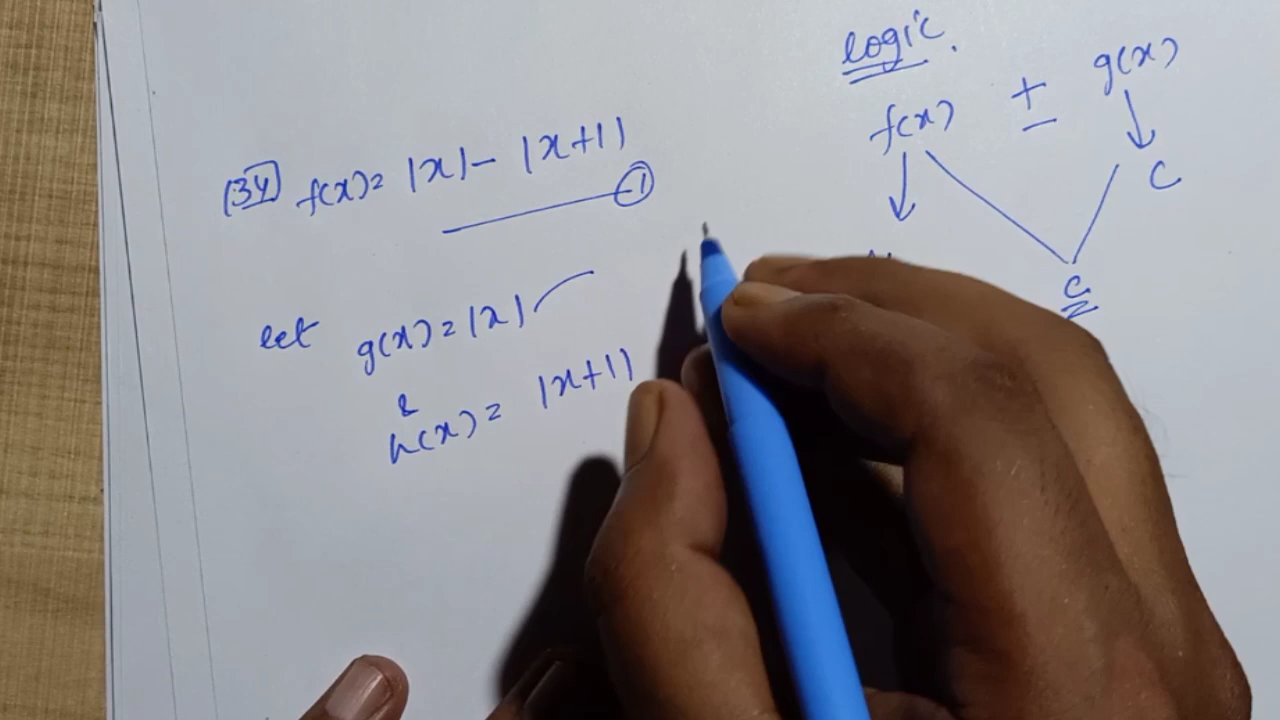 logic.
f(x) ± g(x)
C
C
(34) f(x) = |x| - |x+1|
①
let g(x) = |x|
& h(x) = |x+1|